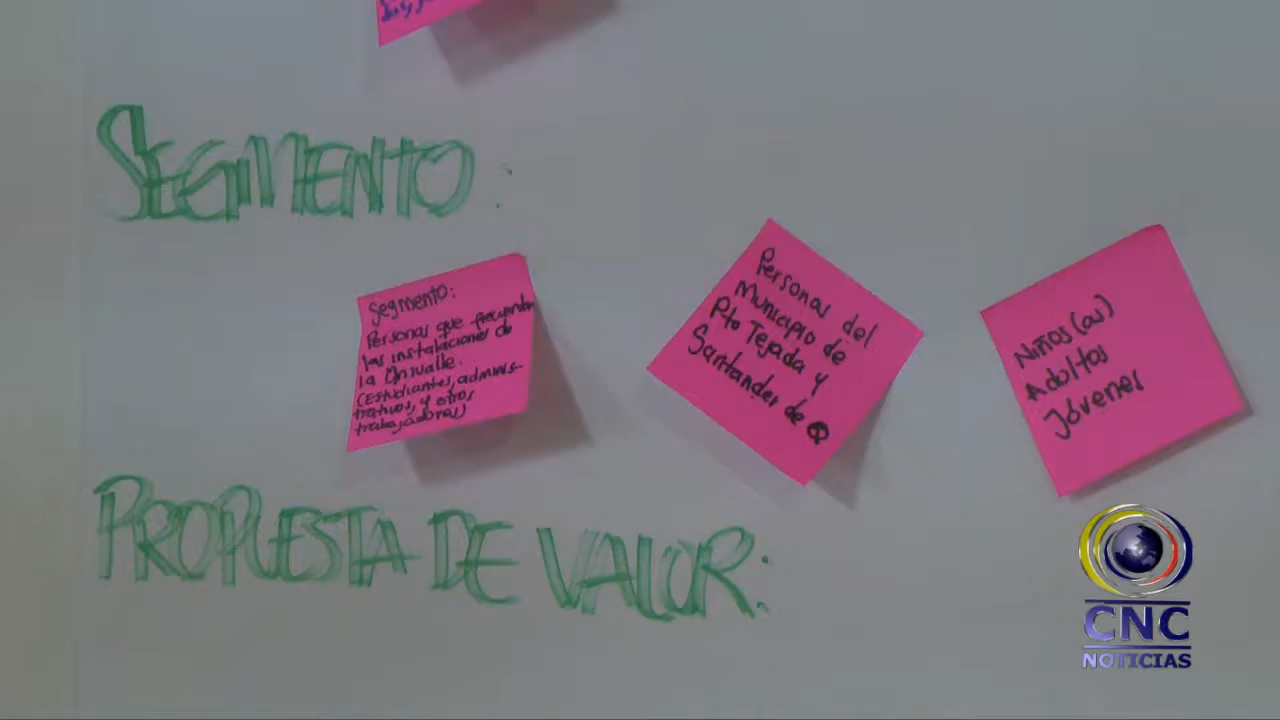 SEGMENTO:
Segmento:
Personas que frecuentan
las instalaciones de
la Univalle.
(Estudiantes, adminis-
trativos, y otros
trabajadores)
Personas del
Municipio de
Pto Tejada y
Santander de Q
Niños(as)
Adultos
Jóvenes
PROPUESTA DE VALOR:
CNC
NOTICIAS